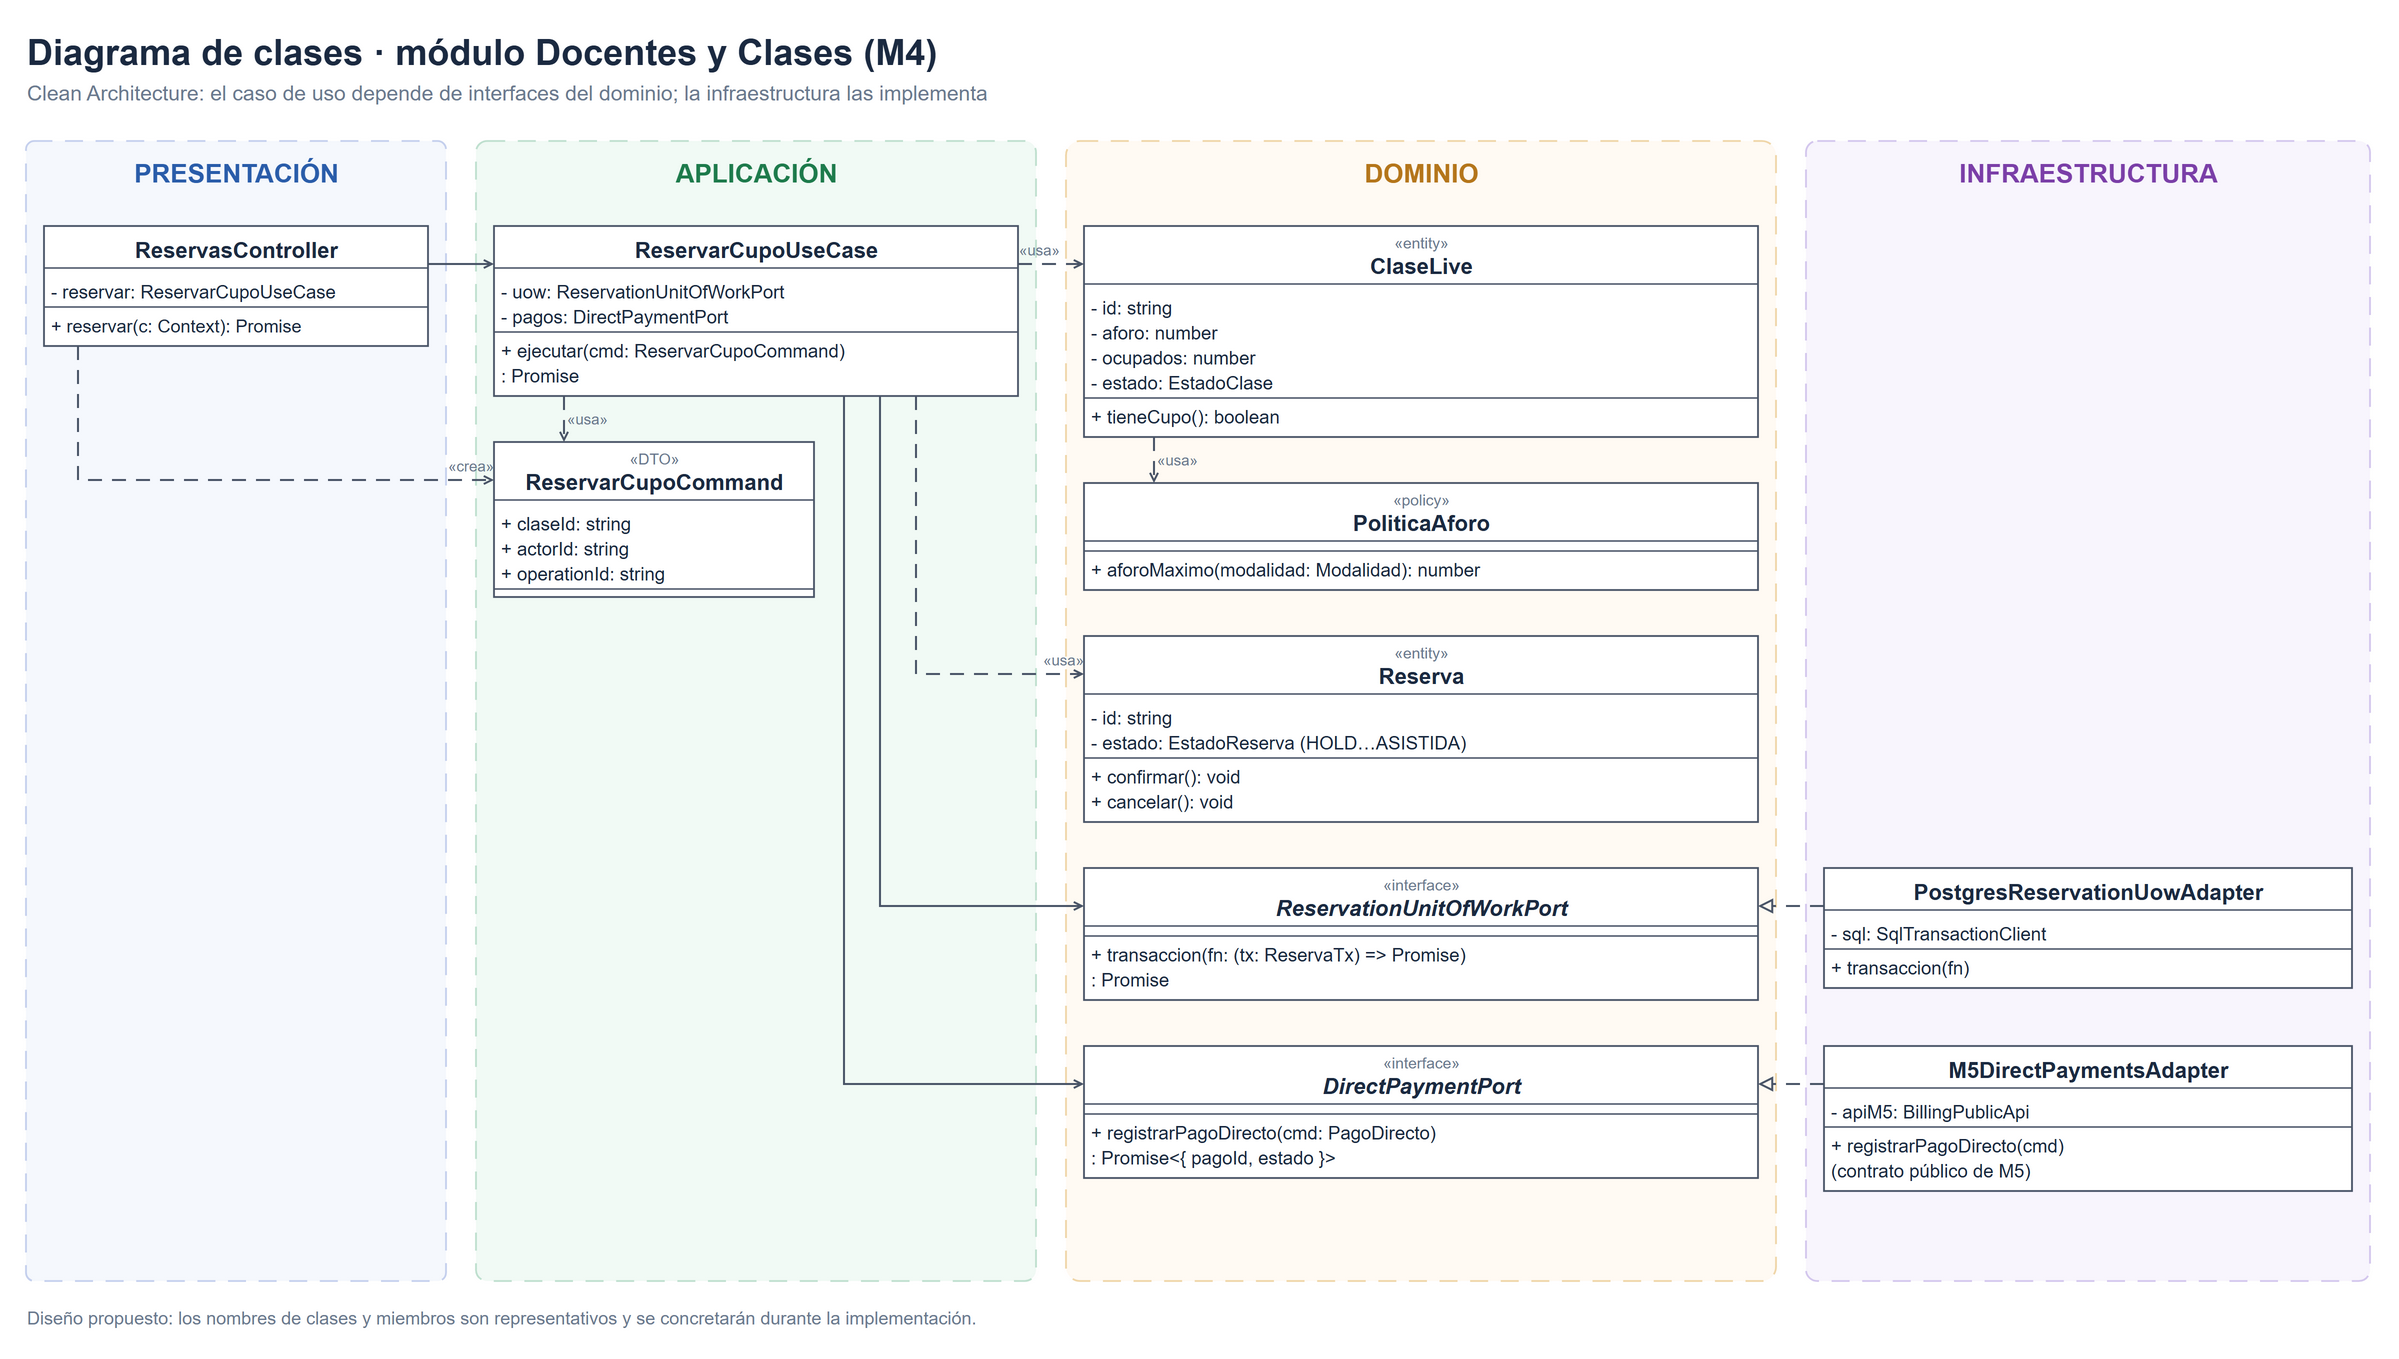 Diagrama de clases · módulo Docentes y Clases (M4)
Clean Architecture: el caso de uso depende de interfaces del dominio; la infraestructura las implementa
PRESENTACIÓN
ReservasController
- reservar: ReservarCupoUseCase
+ reservar(c: Context): Promise
«crea»
APLICACIÓN
ReservarCupoUseCase
- uow: ReservationUnitOfWorkPort
- pagos: DirectPaymentPort
+ ejecutar(cmd: ReservarCupoCommand)
: Promise
«usa»
«usa»
«DTO»
ReservarCupoCommand
+ claseId: string
+ actorId: string
+ operationId: string
«usa»
DOMINIO
«entity»
ClaseLive
- id: string
- aforo: number
- ocupados: number
- estado: EstadoClase
+ tieneCupo(): boolean
«usa»
«policy»
PoliticaAforo
+ aforoMaximo(modalidad: Modalidad): number
«entity»
Reserva
- id: string
- estado: EstadoReserva (HOLD…ASISTIDA)
+ confirmar(): void
+ cancelar(): void
«interface»
ReservationUnitOfWorkPort
+ transaccion(fn: (tx: ReservaTx) => Promise)
: Promise
«interface»
DirectPaymentPort
+ registrarPagoDirecto(cmd: PagoDirecto)
: Promise<{ pagoId, estado }>
INFRAESTRUCTURA
PostgresReservationUowAdapter
- sql: SqlTransactionClient
+ transaccion(fn)
M5DirectPaymentsAdapter
- apiM5: BillingPublicApi
+ registrarPagoDirecto(cmd)
(contrato público de M5)
Diseño propuesto: los nombres de clases y miembros son representativos y se concretarán durante la implementación.